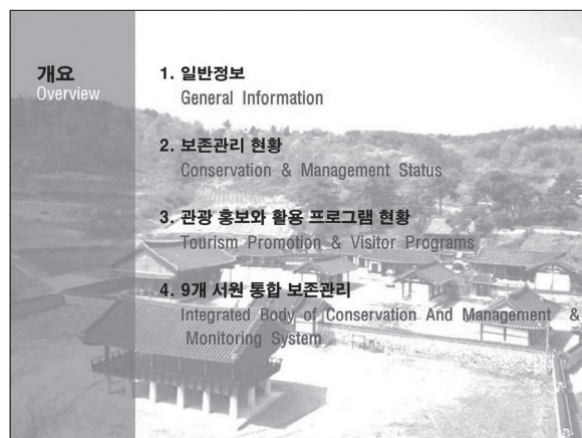 개요
Overview
1. 일반정보
General Information
2. 보존관리 현황
Conservation & Management Status
3. 관광 홍보와 활용 프로그램 현황
Tourism Promotion & Visitor Programs
4. 9개 서원 통합 보존관리
Integrated Body of Conservation And Management &
Monitoring System